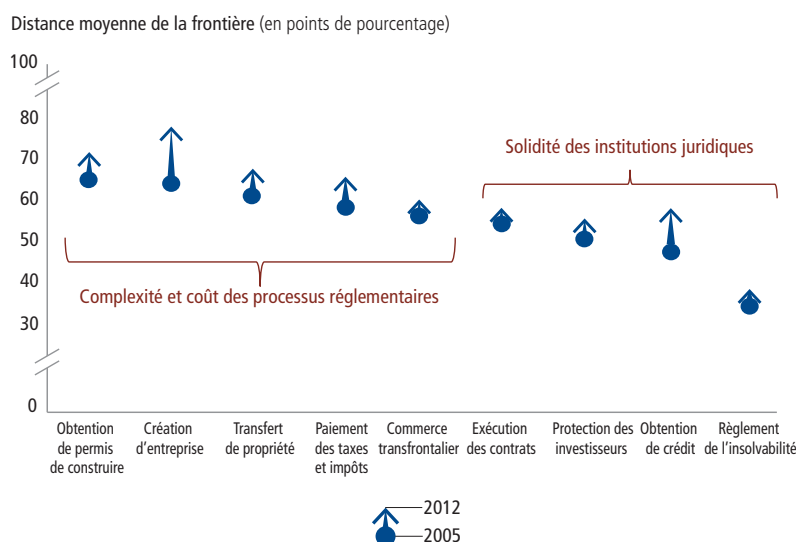 Distance moyenne de la frontière (en points de pourcentage)
100
80
70
60
50
40
30
0
Solidité des institutions juridiques
Complexité et coût des processus réglementaires
Obtention
de permis
de construire
Création
d’entreprise
Transfert
de propriété
Paiement
des taxes
et impôts
Commerce
transfrontalier
Exécution
des contrats
Protection des
investisseurs
Obtention
de crédit
Règlement
de l’insolvabilité
2012
2005